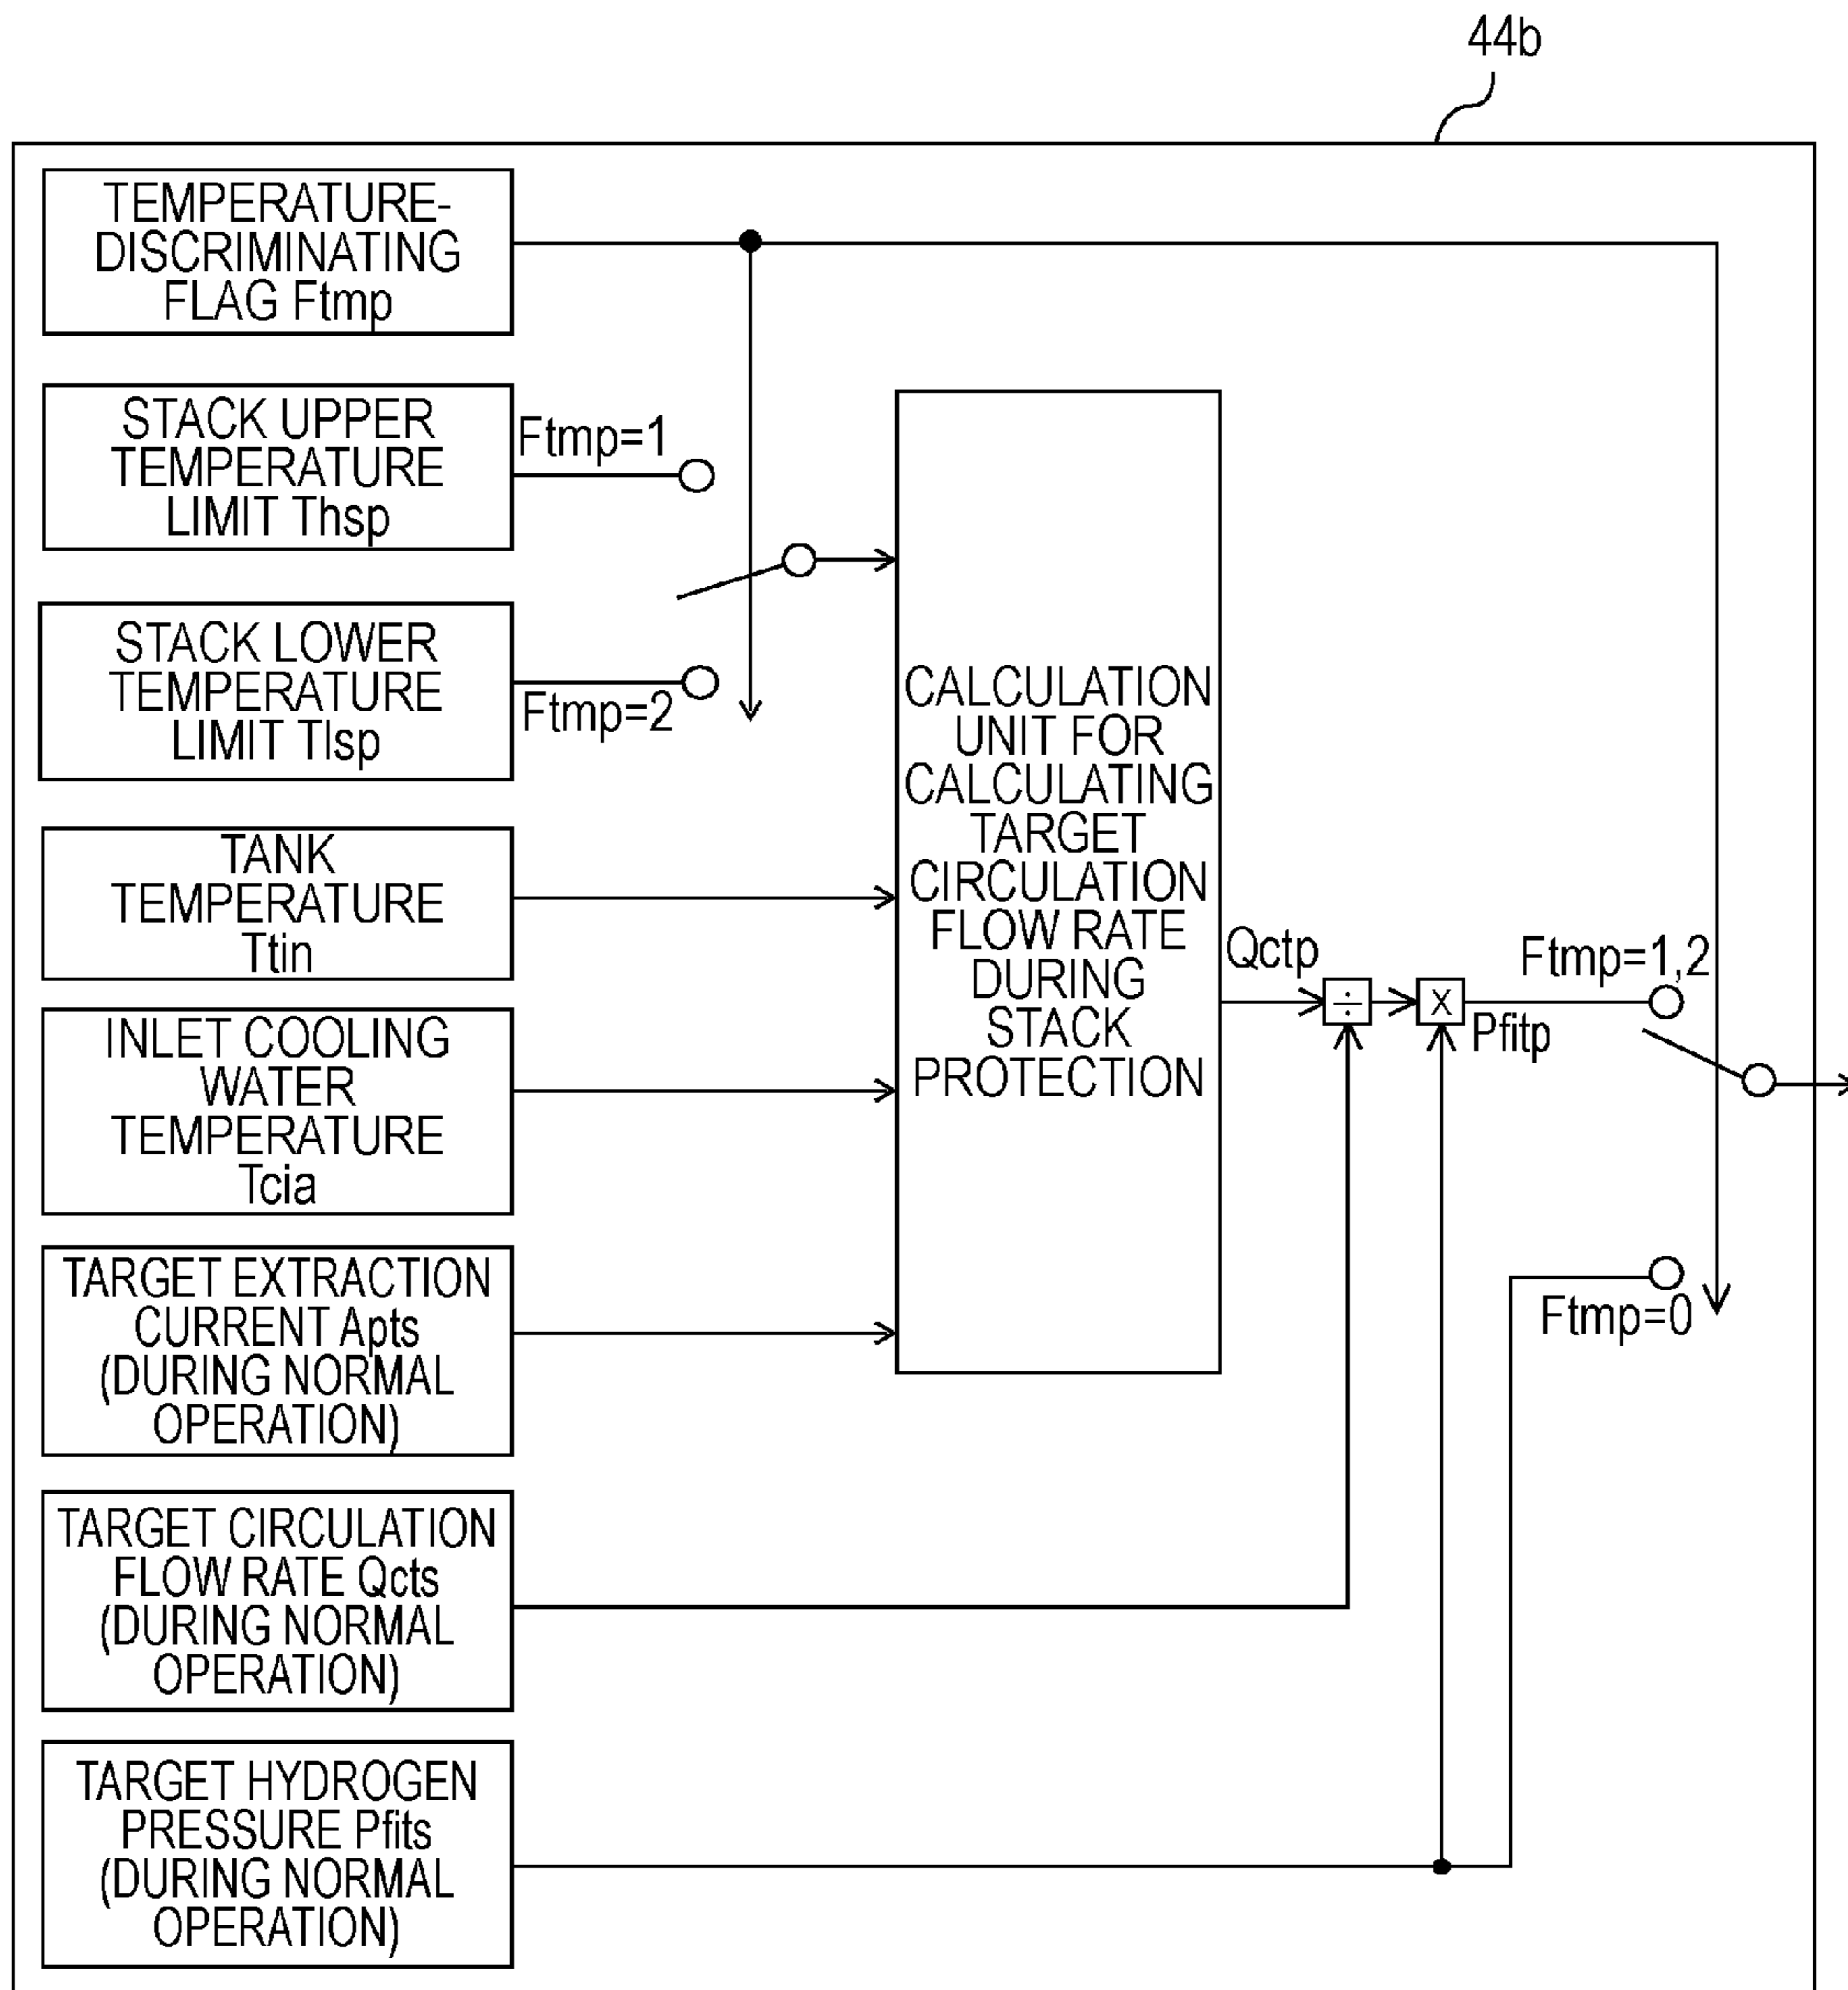 44b
TEMPERATURE-
DISCRIMINATING
FLAG Ftmp
STACK UPPER
TEMPERATURE
LIMIT Thsp
Ftmp=1
STACK LOWER
TEMPERATURE
LIMIT Tlsp
Ftmp=2
TANK
TEMPERATURE
Ttin
INLET COOLING
WATER
TEMPERATURE
Tcia
TARGET EXTRACTION
CURRENT Apts
(DURING NORMAL
OPERATION)
TARGET CIRCULATION
FLOW RATE Qcts
(DURING NORMAL
OPERATION)
TARGET HYDROGEN
PRESSURE Pfits
(DURING NORMAL
OPERATION)
CALCULATION
UNIT FOR
CALCULATING
TARGET
CIRCULATION
FLOW RATE
DURING
STACK
PROTECTION
Qctp
÷
X
Pfitp
Ftmp=1,2
Ftmp=0